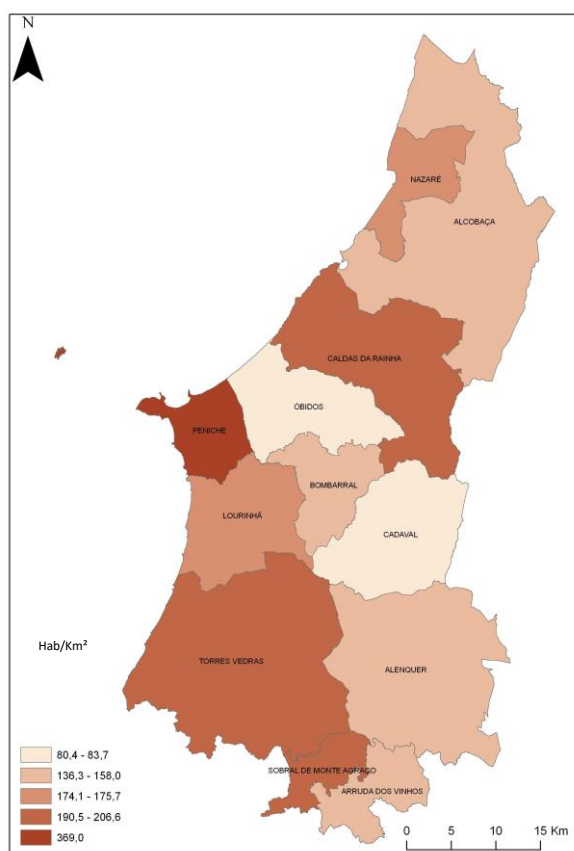 N
NAZARÉ
ALCOBAÇA
CALDAS DA RAINHA
ÓBIDOS
PENICHE
BOMBARRAL
LOURINHÃ
CADAVAL
Hab/Km²
TORRES VEDRAS
ALENQUER
SOBRAL DE MONTE AGRAÇO
ARRUDA DOS VINHOS
80,4 - 83,7
136,3 - 158,0
174,1 - 175,7
190,5 - 206,6
369,0
0 5 10 15 Km